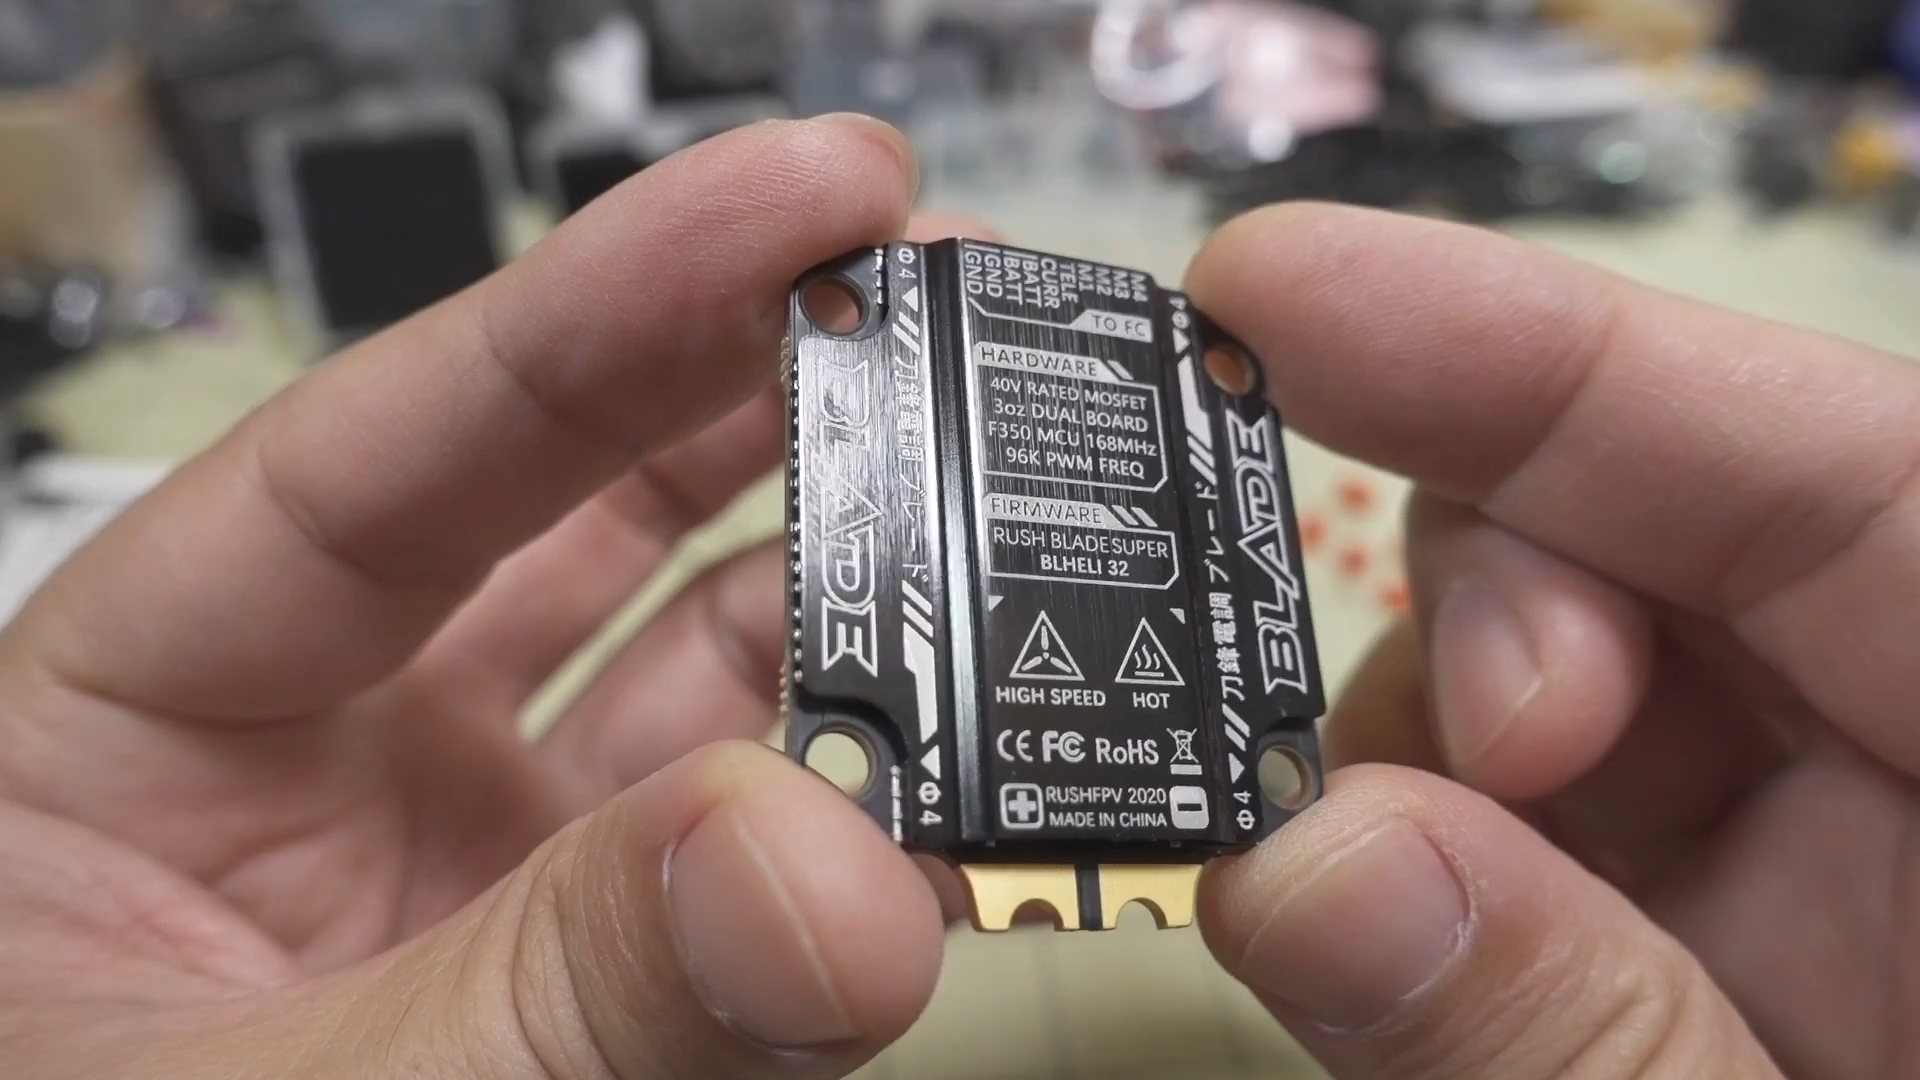 GND
GND
BATT
BATT
CURR
TELE
M1
M2
M3
M4
TO FC
Φ4
Φ4
HARDWARE
40V RATED MOSFET
3oz DUAL BOARD
F350 MCU 168MHz
96K PWM FREQ
FIRMWARE
RUSH BLADE SUPER
BLHELI 32
BLADE
刀鋒電調 ブレード
刀鋒電調 ブレード
BLADE
HIGH SPEED
HOT
CE FC RoHS
RUSHFPV 2020
MADE IN CHINA
Φ4
Φ4